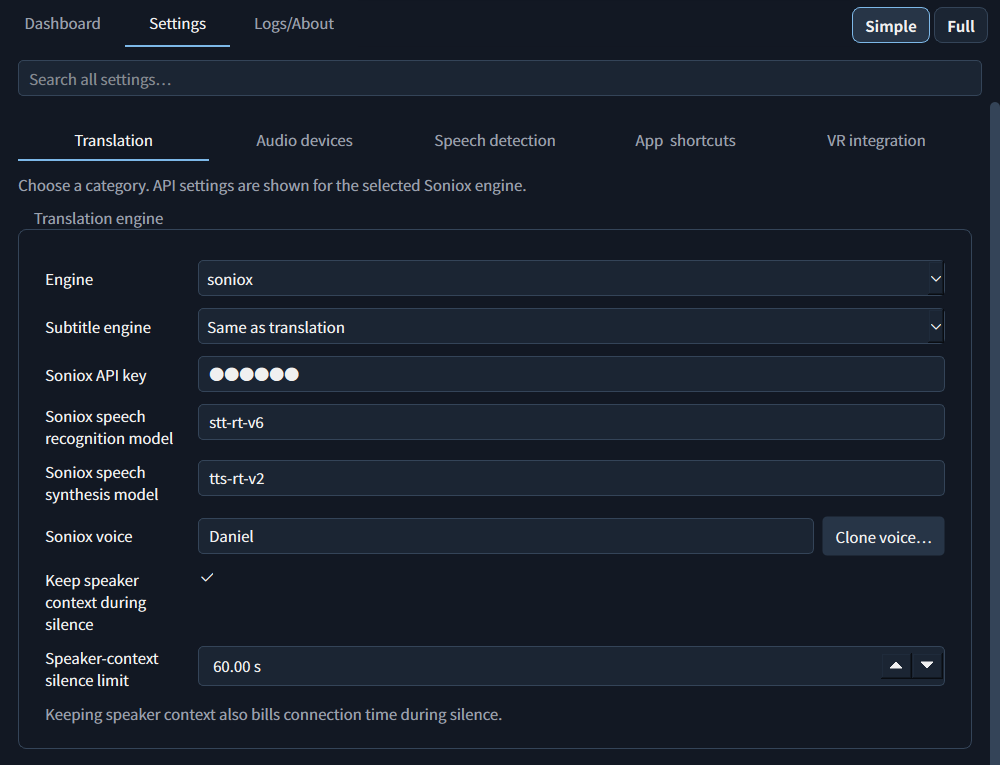 Dashboard
Settings
Logs/About
Simple
Full
Search all settings…
Translation
Audio devices
Speech detection
App shortcuts
VR integration
Choose a category. API settings are shown for the selected Soniox engine.
Translation engine
Engine
soniox
Subtitle engine
Same as translation
Soniox API key
●●●●●●
Soniox speech
recognition model
stt-rt-v6
Soniox speech
synthesis model
tts-rt-v2
Soniox voice
Daniel
Clone voice…
Keep speaker
context during
silence
Speaker-context
silence limit
60.00 s
Keeping speaker context also bills connection time during silence.